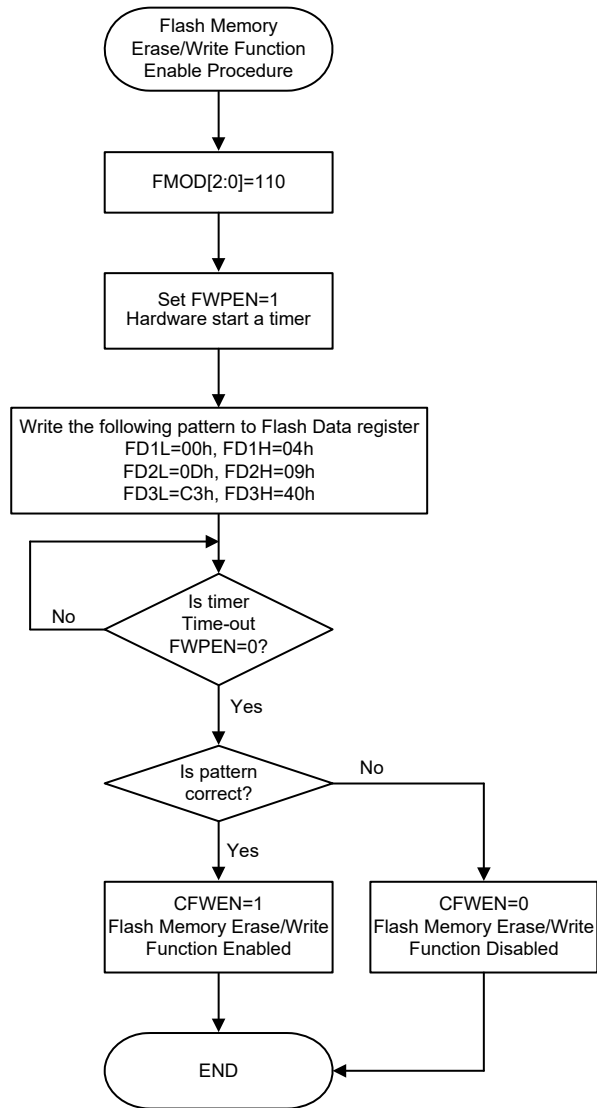 Flash Memory
Erase/Write Function
Enable Procedure
FMOD[2:0]=110
Set FWPEN=1
Hardware start a timer
Write the following pattern to Flash Data register
FD1L=00h, FD1H=04h
FD2L=0Dh, FD2H=09h
FD3L=C3h, FD3H=40h
Is timer
Time-out
FWPEN=0?
No
Yes
Is pattern
correct?
No
Yes
CFWEN=1
Flash Memory Erase/Write
Function Enabled
CFWEN=0
Flash Memory Erase/Write
Function Disabled
END